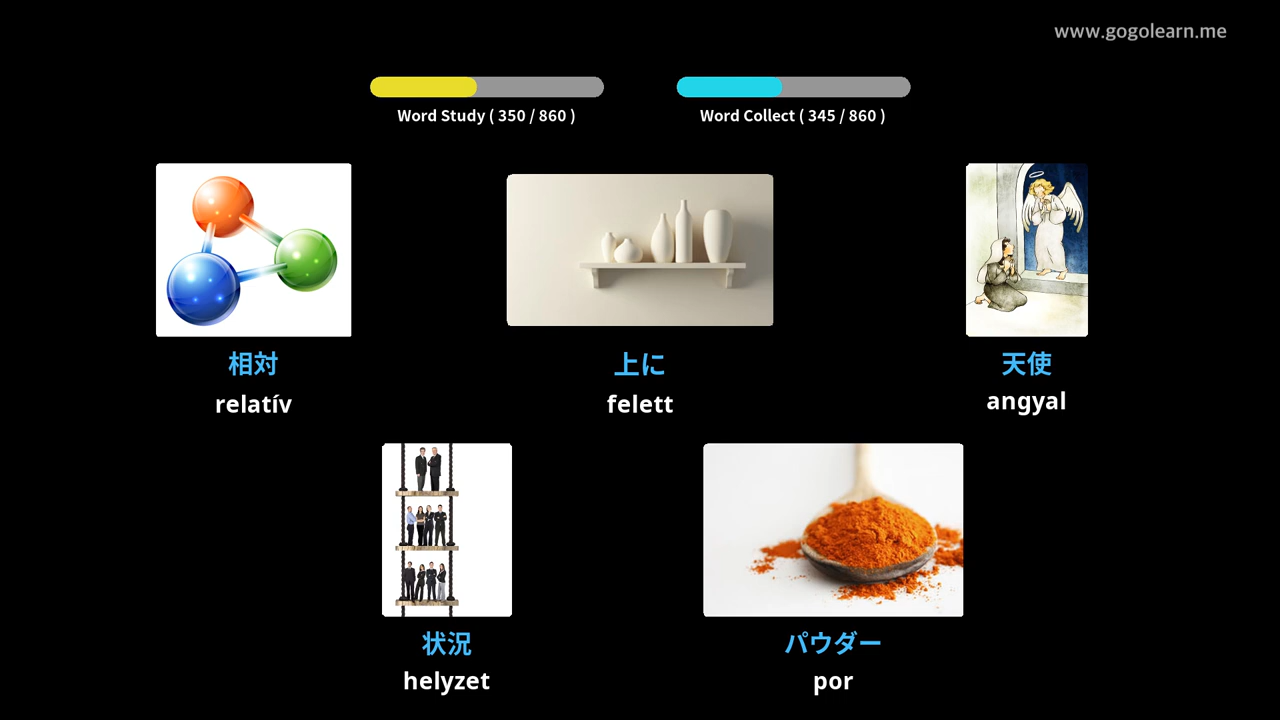 www.gogolearn.me
Word Study ( 350 / 860 )
Word Collect ( 345 / 860 )
相対
relatív
上に
felett
天使
angyal
状況
helyzet
パウダー
por